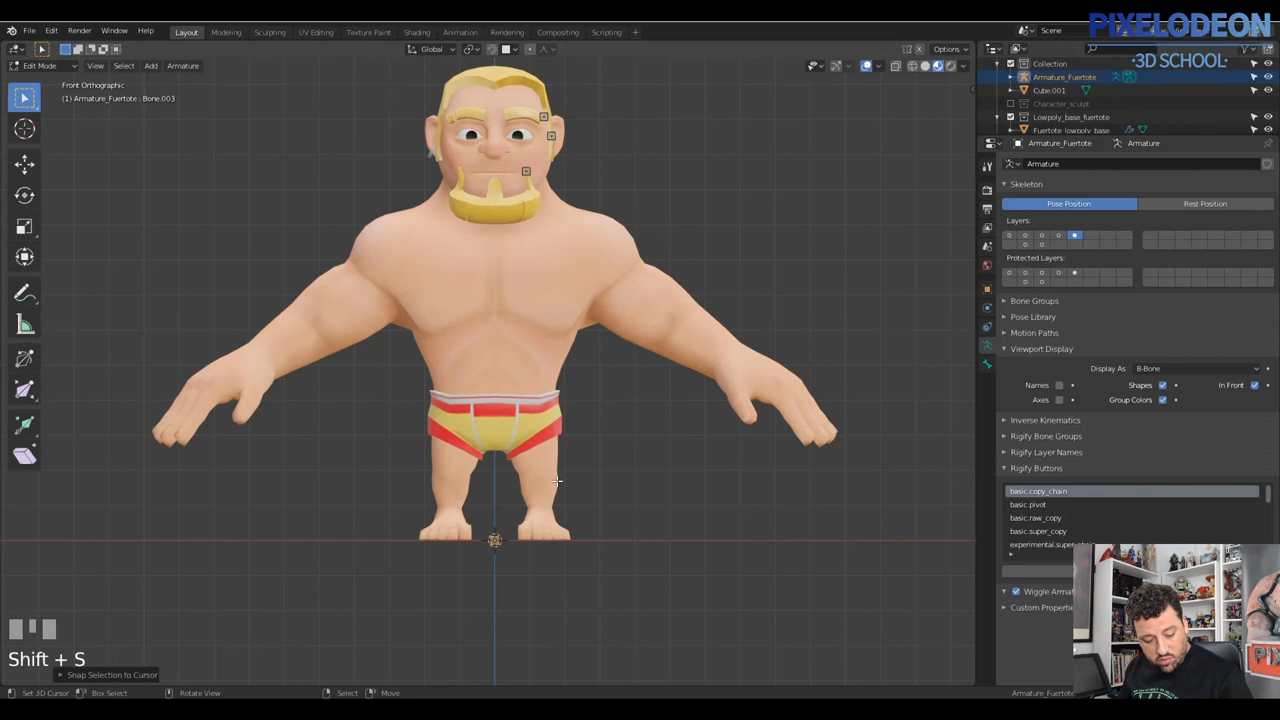 PIXELODEON
·3D SCHOOL·
File Edit Render Window Help Layout Modeling Sculpting UV Editing Texture Paint Shading Animation Rendering Compositing Scripting + Scene
Global Options
Edit Mode View Select Add Armature
Front Orthographic
(1) Armature_Fuertote : Bone.003
Collection
Armature_Fuertote
Cube.001
Character_sculpt
Lowpoly_base_fuertote
Fuertote_lowpoly_base
Armature_Fuertote Armature
Armature
Skeleton
Pose Position Rest Position
Layers:
Protected Layers:
Bone Groups
Pose Library
Motion Paths
Viewport Display
Display As B-Bone
Names Shapes In Front
Axes Group Colors
Inverse Kinematics
Rigify Bone Groups
Rigify Layer Names
Rigify Buttons
basic.copy_chain
basic.pivot
basic.raw_copy
basic.super_copy
Custom Propertie
Shift + S
Snap Selection to Cursor
Set 3D Cursor Box Select Rotate View Select Move Armature_Fuertote